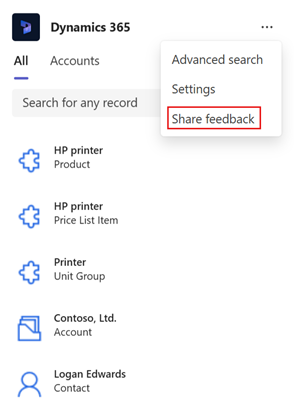 Dynamics 365
Advanced search
All Accounts
Settings
Search for any record
Share feedback
HP printer
Product
HP printer
Price List Item
Printer
Unit Group
Contoso, Ltd.
Account
Logan Edwards
Contact